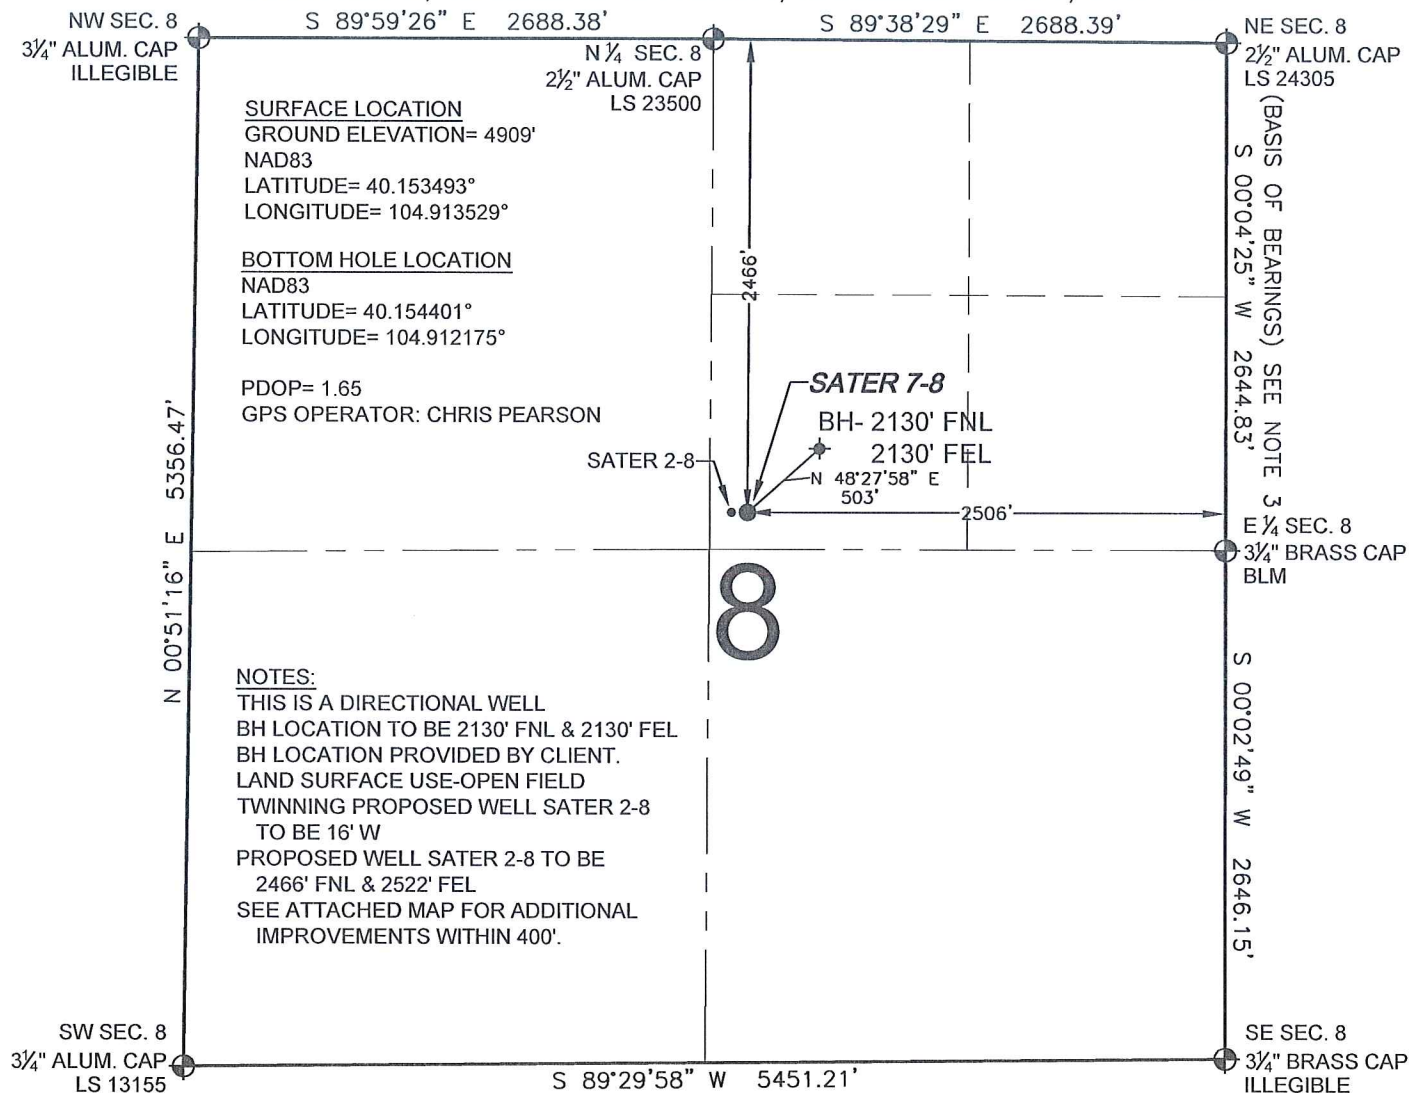 S 89°59'26" E 2688.38'
S 89°38'29" E 2688.39'
NW SEC. 8
3¼" ALUM. CAP
ILLEGIBLE
N ¼ SEC. 8
2½" ALUM. CAP
LS 23500
NE SEC. 8
2½" ALUM. CAP
LS 24305
SURFACE LOCATION
GROUND ELEVATION= 4909'
NAD83
LATITUDE= 40.153493°
LONGITUDE= 104.913529°
BOTTOM HOLE LOCATION
NAD83
LATITUDE= 40.154401°
LONGITUDE= 104.912175°
PDOP= 1.65
GPS OPERATOR: CHRIS PEARSON
N 00°51'16" E 5356.47'
2466'
(BASIS OF BEARINGS) SEE NOTE 3
S 00°04'25" W 2644.83'
SATER 7-8
BH- 2130' FNL
2130' FEL
SATER 2-8
N 48°27'58" E
503'
2506'
E ¼ SEC. 8
3¼" BRASS CAP
BLM
8
S 00°02'49" W 2646.15'
NOTES:
THIS IS A DIRECTIONAL WELL
BH LOCATION TO BE 2130' FNL & 2130' FEL
BH LOCATION PROVIDED BY CLIENT.
LAND SURFACE USE-OPEN FIELD
TWINNING PROPOSED WELL SATER 2-8
TO BE 16' W
PROPOSED WELL SATER 2-8 TO BE
2466' FNL & 2522' FEL
SEE ATTACHED MAP FOR ADDITIONAL
IMPROVEMENTS WITHIN 400'.
SW SEC. 8
3¼" ALUM. CAP
LS 13155
S 89°29'58" W 5451.21'
SE SEC. 8
3¼" BRASS CAP
ILLEGIBLE